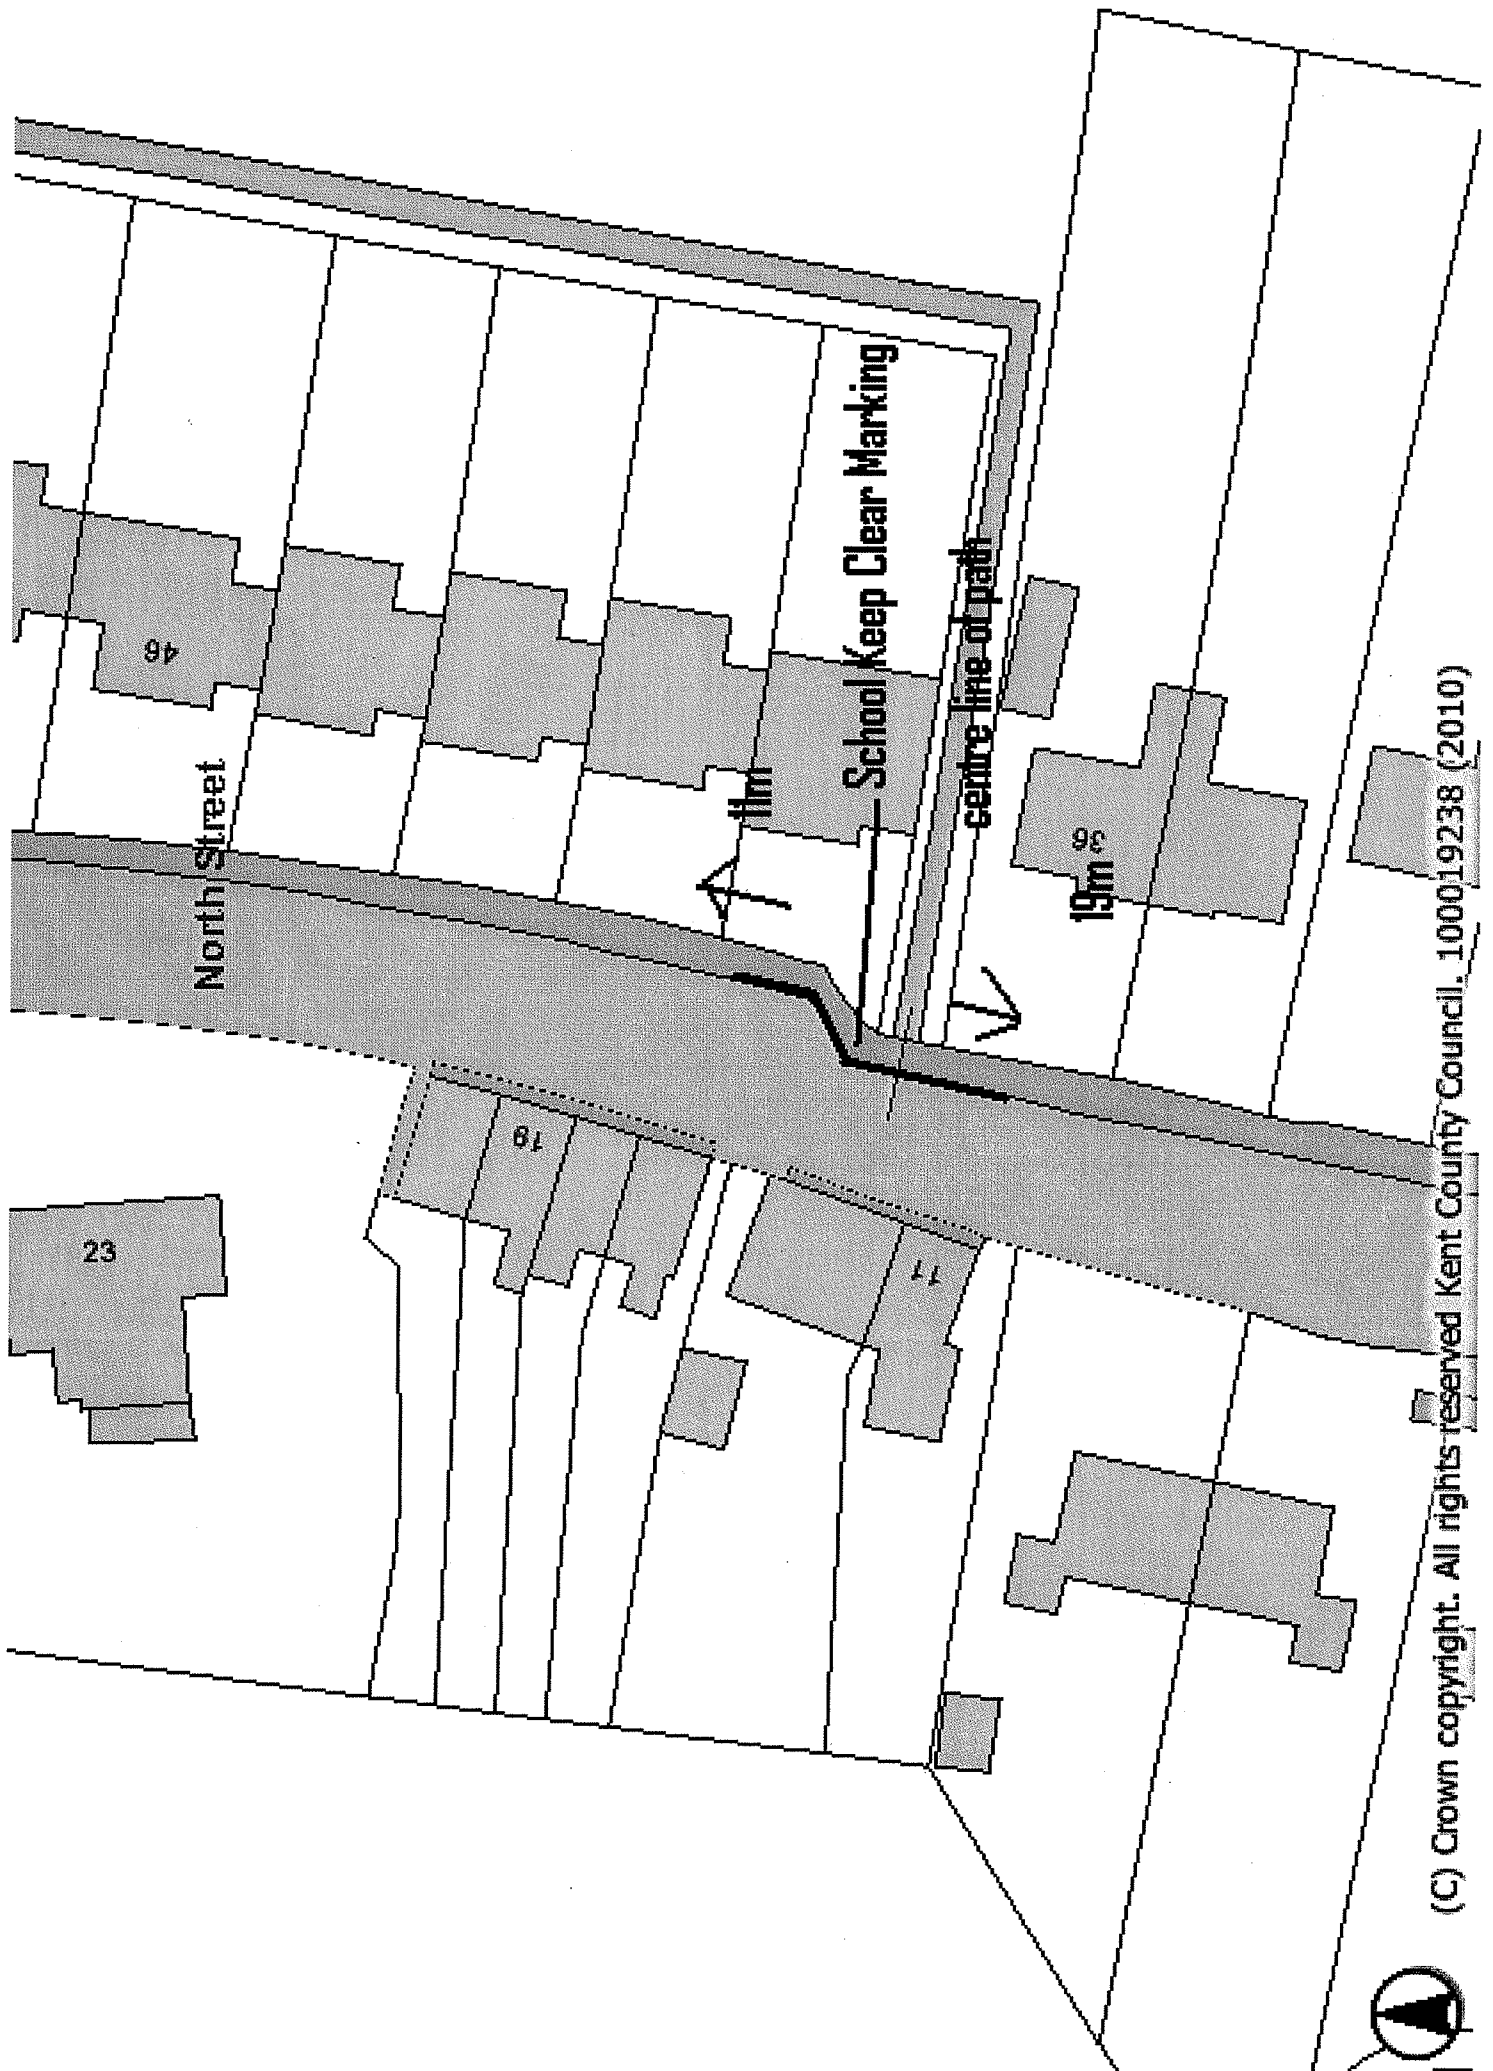 North Street
46
11m
School Keep Clear Marking
centre line of path
36
19m
19
23
11
(C) Crown copyright. All rights reserved Kent County Council. 100019238 (2010)